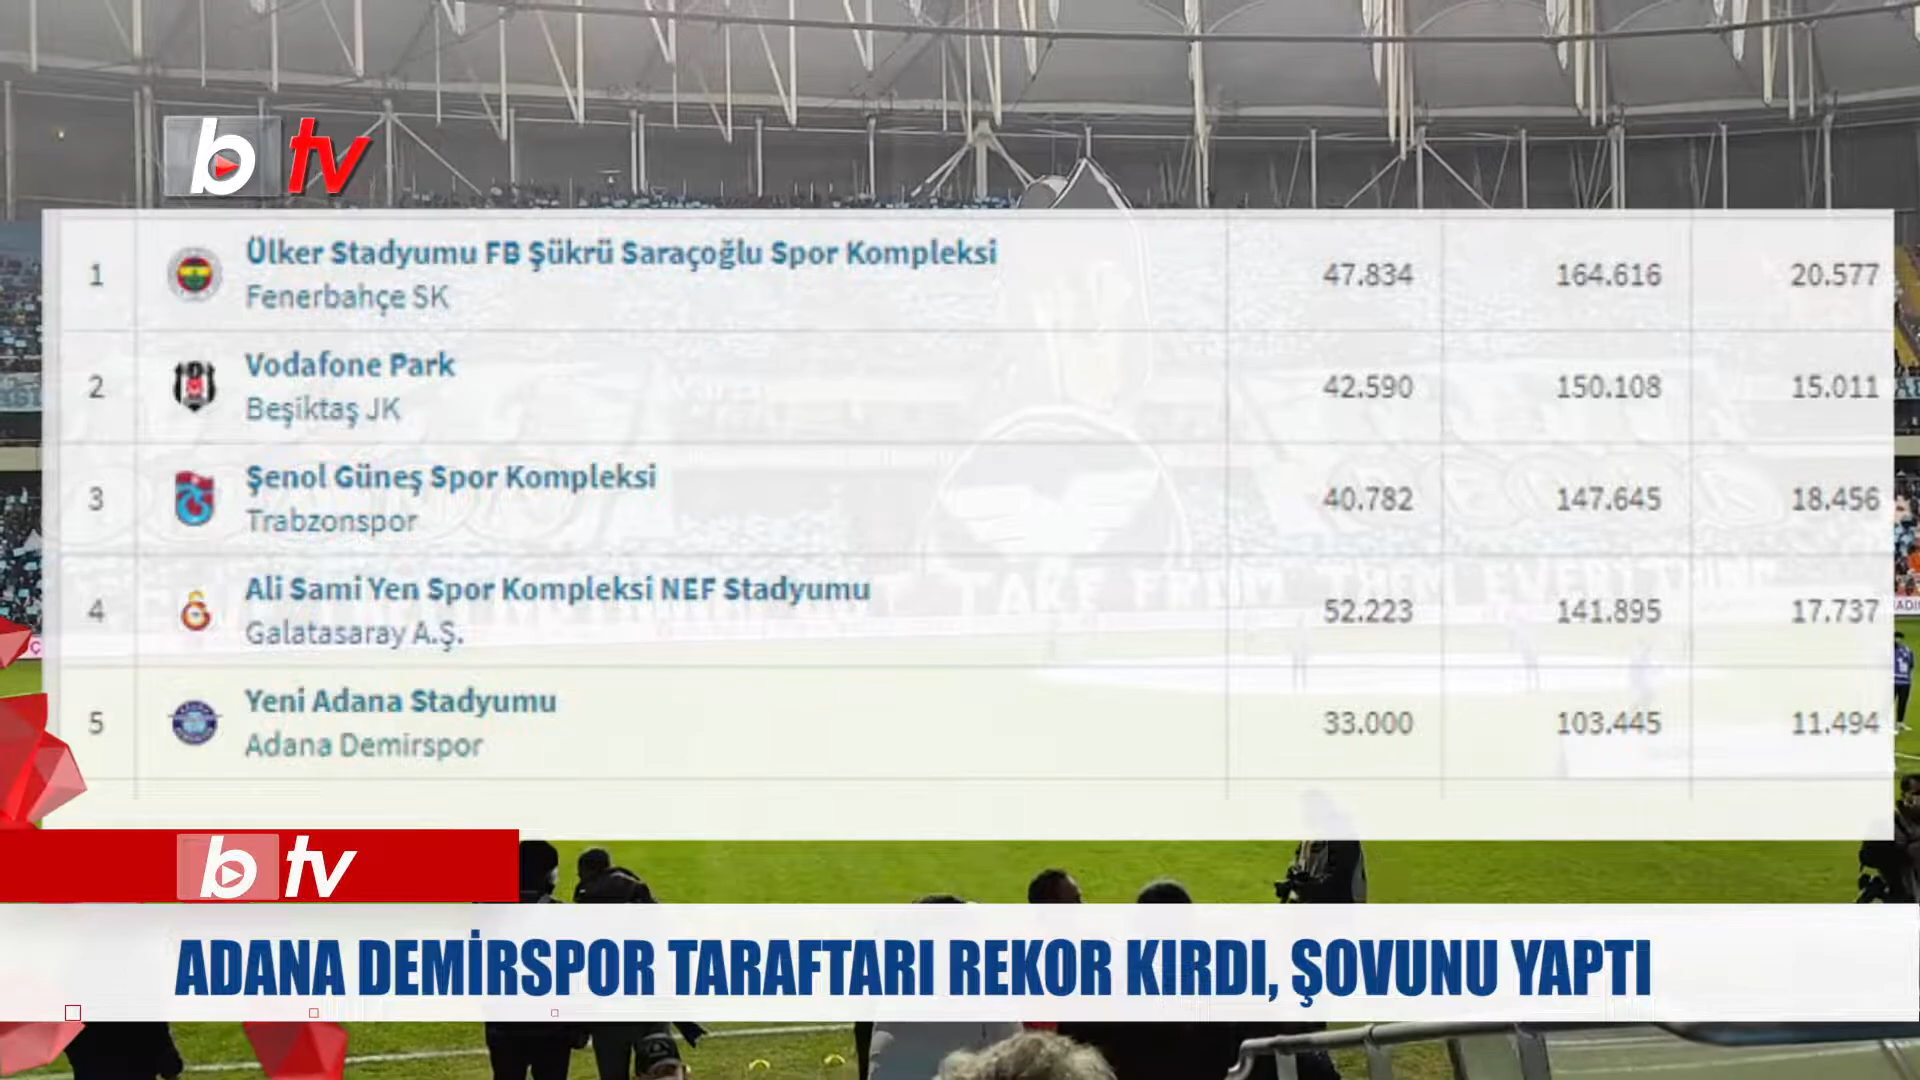 b tv
1 Ülker Stadyumu FB Şükrü Saraçoğlu Spor Kompleksi 47.834 164.616 20.577
Fenerbahçe SK
2 Vodafone Park 42.590 150.108 15.011
Beşiktaş JK
3 Şenol Güneş Spor Kompleksi 40.782 147.645 18.456
Trabzonspor
4 Ali Sami Yen Spor Kompleksi NEF Stadyumu 52.223 141.895 17.737
Galatasaray A.Ş.
TAKE FROM THEM EVERYTHING
5 Yeni Adana Stadyumu 33.000 103.445 11.494
Adana Demirspor
b tv
ADANA DEMİRSPOR TARAFTARI REKOR KIRDI, ŞOVUNU YAPTI